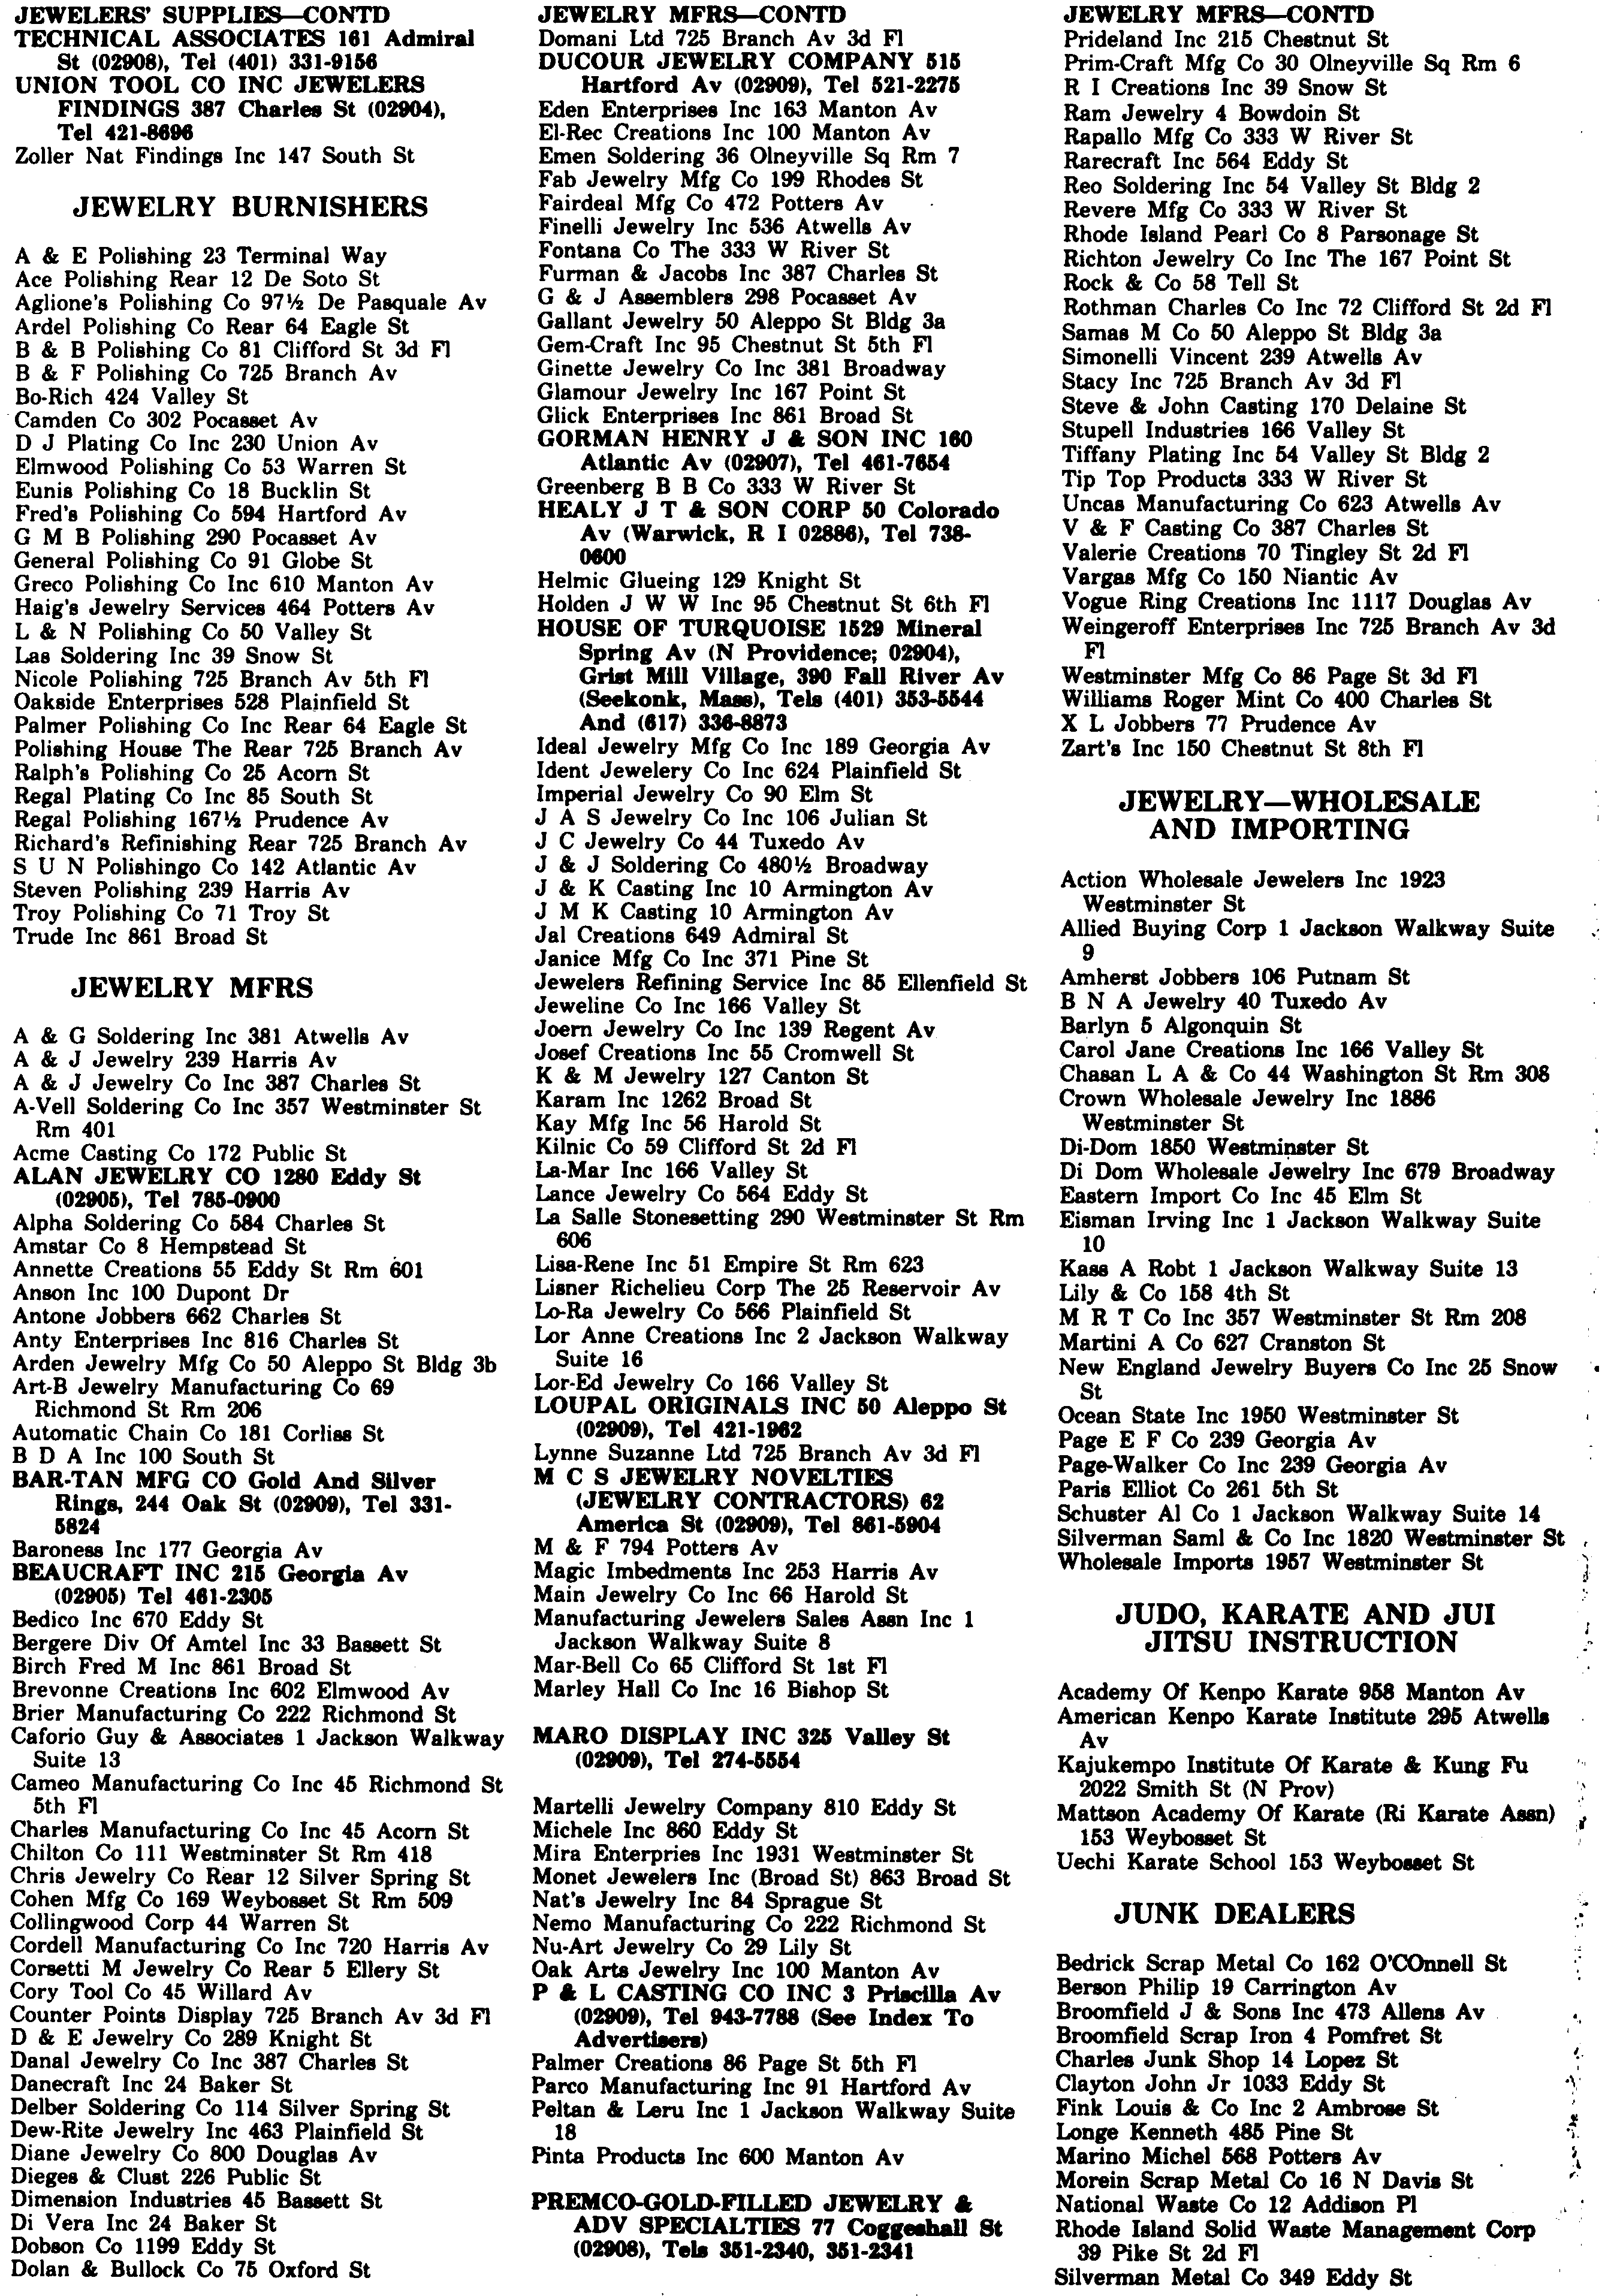 JEWELERS' SUPPLIES—CONTD
TECHNICAL ASSOCIATES 161 Admiral
St (02908), Tel (401) 331-9156
UNION TOOL CO INC JEWELERS
FINDINGS 387 Charles St (02904),
Tel 421-8696
Zoller Nat Findings Inc 147 South St
JEWELRY BURNISHERS
A & E Polishing 23 Terminal Way
Ace Polishing Rear 12 De Soto St
Aglione's Polishing Co 97½ De Pasquale Av
Ardel Polishing Co Rear 64 Eagle St
B & B Polishing Co 81 Clifford St 3d Fl
B & F Polishing Co 725 Branch Av
Bo-Rich 424 Valley St
Camden Co 302 Pocasset Av
D J Plating Co Inc 230 Union Av
Elmwood Polishing Co 53 Warren St
Eunis Polishing Co 18 Bucklin St
Fred's Polishing Co 594 Hartford Av
G M B Polishing 290 Pocasset Av
General Polishing Co 91 Globe St
Greco Polishing Co Inc 610 Manton Av
Haig's Jewelry Services 464 Potters Av
L & N Polishing Co 50 Valley St
Las Soldering Inc 39 Snow St
Nicole Polishing 725 Branch Av 5th Fl
Oakside Enterprises 528 Plainfield St
Palmer Polishing Co Inc Rear 64 Eagle St
Polishing House The Rear 725 Branch Av
Ralph's Polishing Co 25 Acorn St
Regal Plating Co Inc 85 South St
Regal Polishing 167½ Prudence Av
Richard's Refinishing Rear 725 Branch Av
S U N Polishingo Co 142 Atlantic Av
Steven Polishing 239 Harris Av
Troy Polishing Co 71 Troy St
Trude Inc 861 Broad St
JEWELRY MFRS
A & G Soldering Inc 381 Atwells Av
A & J Jewelry 239 Harris Av
A & J Jewelry Co Inc 387 Charles St
A-Vell Soldering Co Inc 357 Westminster St
Rm 401
Acme Casting Co 172 Public St
ALAN JEWELRY CO 1280 Eddy St
(02905), Tel 785-0900
Alpha Soldering Co 584 Charles St
Amstar Co 8 Hempstead St
Annette Creations 55 Eddy St Rm 601
Anson Inc 100 Dupont Dr
Antone Jobbers 662 Charles St
Anty Enterprises Inc 816 Charles St
Arden Jewelry Mfg Co 50 Aleppo St Bldg 3b
Art-B Jewelry Manufacturing Co 69
Richmond St Rm 206
Automatic Chain Co 181 Corliss St
B D A Inc 100 South St
BAR-TAN MFG CO Gold And Silver
Rings, 244 Oak St (02909), Tel 331-
5824
Baroness Inc 177 Georgia Av
BEAUCRAFT INC 215 Georgia Av
(02905) Tel 461-2305
Bedico Inc 670 Eddy St
Bergere Div Of Amtel Inc 33 Bassett St
Birch Fred M Inc 861 Broad St
Brevonne Creations Inc 602 Elmwood Av
Brier Manufacturing Co 222 Richmond St
Caforio Guy & Associates 1 Jackson Walkway
Suite 13
Cameo Manufacturing Co Inc 45 Richmond St
5th Fl
Charles Manufacturing Co Inc 45 Acorn St
Chilton Co 111 Westminster St Rm 418
Chris Jewelry Co Rear 12 Silver Spring St
Cohen Mfg Co 169 Weybosset St Rm 509
Collingwood Corp 44 Warren St
Cordell Manufacturing Co Inc 720 Harris Av
Corsetti M Jewelry Co Rear 5 Ellery St
Cory Tool Co 45 Willard Av
Counter Points Display 725 Branch Av 3d Fl
D & E Jewelry Co 289 Knight St
Danal Jewelry Co Inc 387 Charles St
Danecraft Inc 24 Baker St
Delber Soldering Co 114 Silver Spring St
Dew-Rite Jewelry Inc 463 Plainfield St
Diane Jewelry Co 800 Douglas Av
Dieges & Clust 226 Public St
Dimension Industries 45 Bassett St
Di Vera Inc 24 Baker St
Dobson Co 1199 Eddy St
Dolan & Bullock Co 75 Oxford St
JEWELRY MFRS—CONTD
Domani Ltd 725 Branch Av 3d Fl
DUCOUR JEWELRY COMPANY 515
Hartford Av (02909), Tel 521-2275
Eden Enterprises Inc 163 Manton Av
El-Rec Creations Inc 100 Manton Av
Emen Soldering 36 Olneyville Sq Rm 7
Fab Jewelry Mfg Co 199 Rhodes St
Fairdeal Mfg Co 472 Potters Av
Finelli Jewelry Inc 536 Atwells Av
Fontana Co The 333 W River St
Furman & Jacobs Inc 387 Charles St
G & J Assemblers 298 Pocasset Av
Gallant Jewelry 50 Aleppo St Bldg 3a
Gem-Craft Inc 95 Chestnut St 5th Fl
Ginette Jewelry Co Inc 381 Broadway
Glamour Jewelry Inc 167 Point St
Glick Enterprises Inc 861 Broad St
GORMAN HENRY J & SON INC 160
Atlantic Av (02907), Tel 461-7654
Greenberg B B Co 333 W River St
HEALY J T & SON CORP 50 Colorado
Av (Warwick, R I 02886), Tel 738-
0600
Helmic Glueing 129 Knight St
Holden J W W Inc 95 Chestnut St 6th Fl
HOUSE OF TURQUOISE 1529 Mineral
Spring Av (N Providence; 02904),
Grist Mill Village, 390 Fall River Av
(Seekonk, Mass), Tels (401) 353-5544
And (617) 336-8873
Ideal Jewelry Mfg Co Inc 189 Georgia Av
Ident Jewelery Co Inc 624 Plainfield St
Imperial Jewelry Co 90 Elm St
J A S Jewelry Co Inc 106 Julian St
J C Jewelry Co 44 Tuxedo Av
J & J Soldering Co 480½ Broadway
J & K Casting Inc 10 Armington Av
J M K Casting 10 Armington Av
Jal Creations 649 Admiral St
Janice Mfg Co Inc 371 Pine St
Jewelers Refining Service Inc 85 Ellenfield St
Jeweline Co Inc 166 Valley St
Joern Jewelry Co Inc 139 Regent Av
Josef Creations Inc 55 Cromwell St
K & M Jewelry 127 Canton St
Karam Inc 1262 Broad St
Kay Mfg Inc 56 Harold St
Kilnic Co 59 Clifford St 2d Fl
La-Mar Inc 166 Valley St
Lance Jewelry Co 564 Eddy St
La Salle Stonesetting 290 Westminster St Rm
606
Lisa-Rene Inc 51 Empire St Rm 623
Lisner Richelieu Corp The 25 Reservoir Av
Lo-Ra Jewelry Co 566 Plainfield St
Lor Anne Creations Inc 2 Jackson Walkway
Suite 16
Lor-Ed Jewelry Co 166 Valley St
LOUPAL ORIGINALS INC 50 Aleppo St
(02909), Tel 421-1962
Lynne Suzanne Ltd 725 Branch Av 3d Fl
M C S JEWELRY NOVELTIES
(JEWELRY CONTRACTORS) 62
America St (02909), Tel 861-5904
M & F 794 Potters Av
Magic Imbedments Inc 253 Harris Av
Main Jewelry Co Inc 66 Harold St
Manufacturing Jewelers Sales Assn Inc 1
Jackson Walkway Suite 8
Mar-Bell Co 65 Clifford St 1st Fl
Marley Hall Co Inc 16 Bishop St
MARO DISPLAY INC 325 Valley St
(02909), Tel 274-5554
Martelli Jewelry Company 810 Eddy St
Michele Inc 860 Eddy St
Mira Enterpries Inc 1931 Westminster St
Monet Jewelers Inc (Broad St) 863 Broad St
Nat's Jewelry Inc 84 Sprague St
Nemo Manufacturing Co 222 Richmond St
Nu-Art Jewelry Co 29 Lily St
Oak Arts Jewelry Inc 100 Manton Av
P & L CASTING CO INC 3 Priscilla Av
(02909), Tel 943-7788 (See Index To
Advertisers)
Palmer Creations 86 Page St 5th Fl
Parco Manufacturing Inc 91 Hartford Av
Peltan & Leru Inc 1 Jackson Walkway Suite
18
Pinta Products Inc 600 Manton Av
PREMCO-GOLD-FILLED JEWELRY &
ADV SPECIALTIES 77 Coggeshall St
(02908), Tels 351-2340, 351-2341
JEWELRY MFRS—CONTD
Prideland Inc 215 Chestnut St
Prim-Craft Mfg Co 30 Olneyville Sq Rm 6
R I Creations Inc 39 Snow St
Ram Jewelry 4 Bowdoin St
Rapallo Mfg Co 333 W River St
Rarecraft Inc 564 Eddy St
Reo Soldering Inc 54 Valley St Bldg 2
Revere Mfg Co 333 W River St
Rhode Island Pearl Co 8 Parsonage St
Richton Jewelry Co Inc The 167 Point St
Rock & Co 58 Tell St
Rothman Charles Co Inc 72 Clifford St 2d Fl
Samas M Co 50 Aleppo St Bldg 3a
Simonelli Vincent 239 Atwells Av
Stacy Inc 725 Branch Av 3d Fl
Steve & John Casting 170 Delaine St
Stupell Industries 166 Valley St
Tiffany Plating Inc 54 Valley St Bldg 2
Tip Top Products 333 W River St
Uncas Manufacturing Co 623 Atwells Av
V & F Casting Co 387 Charles St
Valerie Creations 70 Tingley St 2d Fl
Vargas Mfg Co 150 Niantic Av
Vogue Ring Creations Inc 1117 Douglas Av
Weingeroff Enterprises Inc 725 Branch Av 3d
Fl
Westminster Mfg Co 86 Page St 3d Fl
Williams Roger Mint Co 400 Charles St
X L Jobbers 77 Prudence Av
Zart's Inc 150 Chestnut St 8th Fl
JEWELRY—WHOLESALE
AND IMPORTING
Action Wholesale Jewelers Inc 1923
Westminster St
Allied Buying Corp 1 Jackson Walkway Suite
9
Amherst Jobbers 106 Putnam St
B N A Jewelry 40 Tuxedo Av
Barlyn 5 Algonquin St
Carol Jane Creations Inc 166 Valley St
Chasan L A & Co 44 Washington St Rm 308
Crown Wholesale Jewelry Inc 1886
Westminster St
Di-Dom 1850 Westminster St
Di Dom Wholesale Jewelry Inc 679 Broadway
Eastern Import Co Inc 45 Elm St
Eisman Irving Inc 1 Jackson Walkway Suite
10
Kass A Robt 1 Jackson Walkway Suite 13
Lily & Co 158 4th St
M R T Co Inc 357 Westminster St Rm 208
Martini A Co 627 Cranston St
New England Jewelry Buyers Co Inc 25 Snow
St
Ocean State Inc 1950 Westminster St
Page E F Co 239 Georgia Av
Page-Walker Co Inc 239 Georgia Av
Paris Elliot Co 261 5th St
Schuster Al Co 1 Jackson Walkway Suite 14
Silverman Saml & Co Inc 1820 Westminster St
Wholesale Imports 1957 Westminster St
JUDO, KARATE AND JUI
JITSU INSTRUCTION
Academy Of Kenpo Karate 958 Manton Av
American Kenpo Karate Institute 295 Atwells
Av
Kajukempo Institute Of Karate & Kung Fu
2022 Smith St (N Prov)
Mattson Academy Of Karate (Ri Karate Assn)
153 Weybosset St
Uechi Karate School 153 Weybosset St
JUNK DEALERS
Bedrick Scrap Metal Co 162 O'COnnell St
Berson Philip 19 Carrington Av
Broomfield J & Sons Inc 473 Allens Av
Broomfield Scrap Iron 4 Pomfret St
Charles Junk Shop 14 Lopez St
Clayton John Jr 1033 Eddy St
Fink Louis & Co Inc 2 Ambrose St
Longe Kenneth 485 Pine St
Marino Michel 568 Potters Av
Morein Scrap Metal Co 16 N Davis St
National Waste Co 12 Addison Pl
Rhode Island Solid Waste Management Corp
39 Pike St 2d Fl
Silverman Metal Co 349 Eddy St